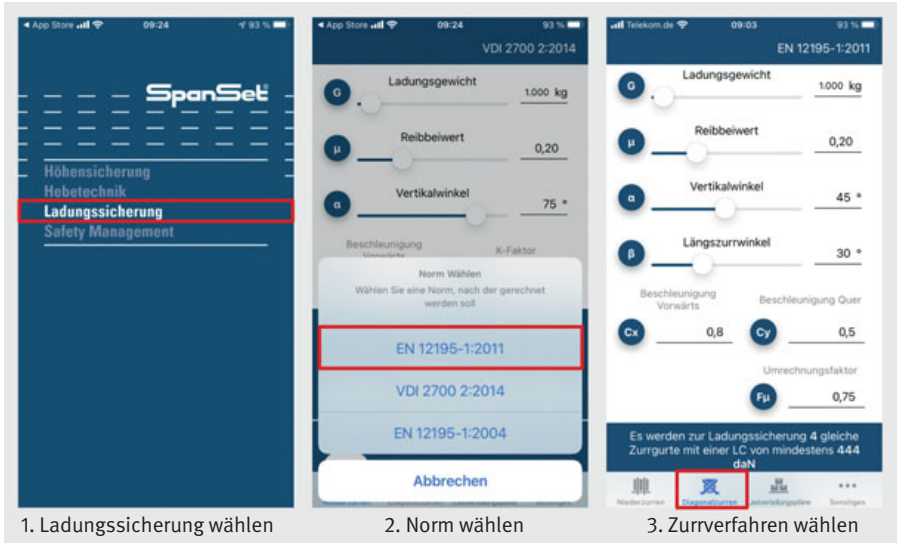 App Store 09:24 93 %
SpanSet
Höhensicherung
Hebetechnik
Ladungssicherung
Safety Management
1. Ladungssicherung wählen
App Store 09:24 93 %
VDI 2700 2:2014
Ladungsgewicht
G 1.000 kg
Reibbeiwert
μ 0,20
Vertikalwinkel
α 75 °
Beschleunigung K-Faktor
Vorwärts
Norm Wählen
Wählen Sie eine Norm, nach der gerechnet
werden soll
EN 12195-1:2011
VDI 2700 2:2014
EN 12195-1:2004
Abbrechen
2. Norm wählen
Telekom.de 09:03 93 %
EN 12195-1:2011
Ladungsgewicht
G 1.000 kg
Reibbeiwert
μ 0,20
Vertikalwinkel
α 45 °
Längszurrwinkel
β 30 °
Beschleunigung
Vorwärts
Beschleunigung Quer
Cx 0,8 Cy 0,5
Umrechnungsfaktor
Fμ 0,75
Es werden zur Ladungssicherung 4 gleiche
Zurrgurte mit einer LC von mindestens 444
daN
Niederzurren Diagonalzurren Lastverteilungspläne Sonstiges
3. Zurrverfahren wählen